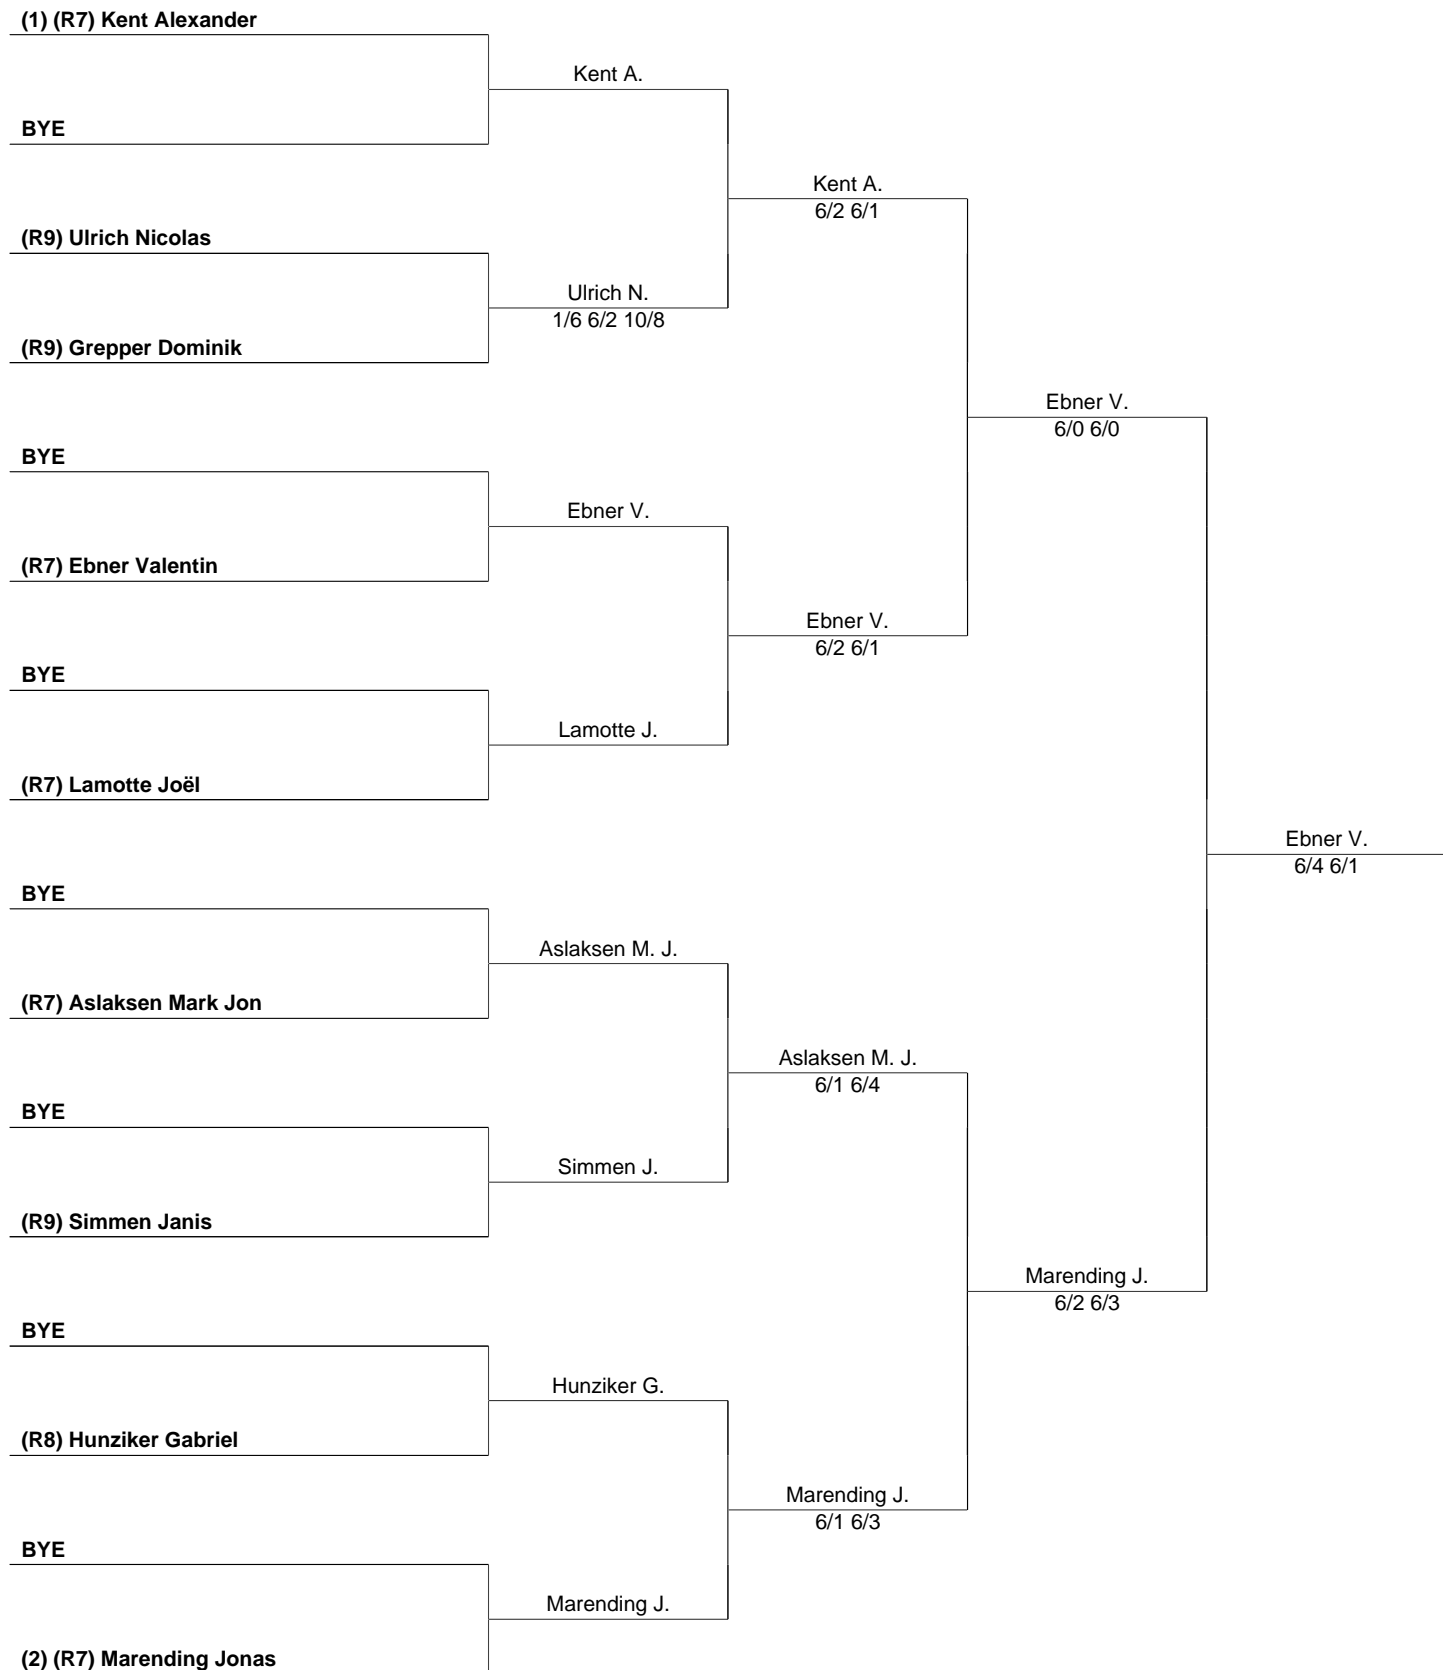 (1) (R7) Kent Alexander
Kent A.
BYE
Kent A.
6/2 6/1
(R9) Ulrich Nicolas
Ulrich N.
1/6 6/2 10/8
(R9) Grepper Dominik
Ebner V.
6/0 6/0
BYE
Ebner V.
(R7) Ebner Valentin
Ebner V.
6/2 6/1
BYE
Lamotte J.
(R7) Lamotte Joël
Ebner V.
6/4 6/1
BYE
Aslaksen M. J.
(R7) Aslaksen Mark Jon
Aslaksen M. J.
6/1 6/4
BYE
Simmen J.
(R9) Simmen Janis
Marending J.
6/2 6/3
BYE
Hunziker G.
(R8) Hunziker Gabriel
Marending J.
6/1 6/3
BYE
Marending J.
(2) (R7) Marending Jonas